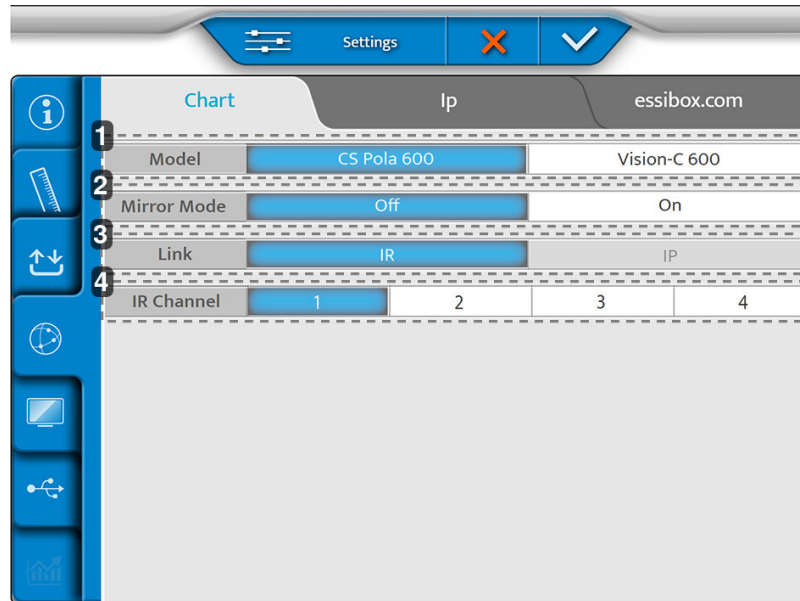 Settings
Chart Ip essibox.com
1
Model CS Pola 600 Vision-C 600
2
Mirror Mode Off On
3
Link IR IP
4
IR Channel 1 2 3 4